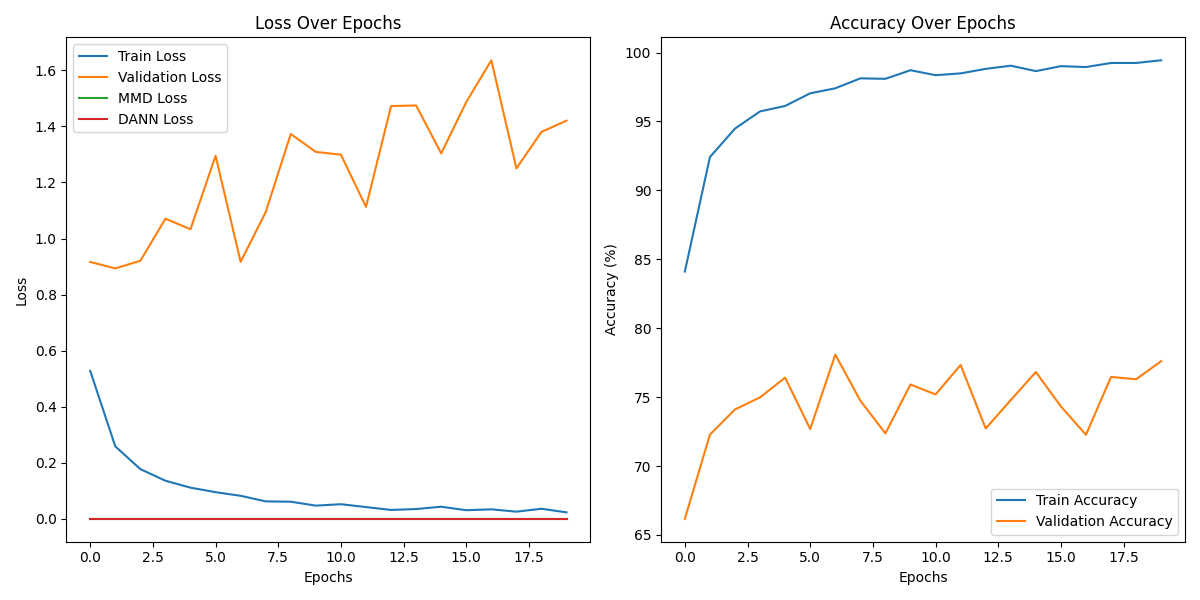 Loss Over Epochs
Train Loss
Validation Loss
MMD Loss
DANN Loss
Loss
1.6
1.4
1.2
1.0
0.8
0.6
0.4
0.2
0.0
0.0 2.5 5.0 7.5 10.0 12.5 15.0 17.5
Epochs
Accuracy Over Epochs
Accuracy (%)
100
95
90
85
80
75
70
65
Train Accuracy
Validation Accuracy
0.0 2.5 5.0 7.5 10.0 12.5 15.0 17.5
Epochs